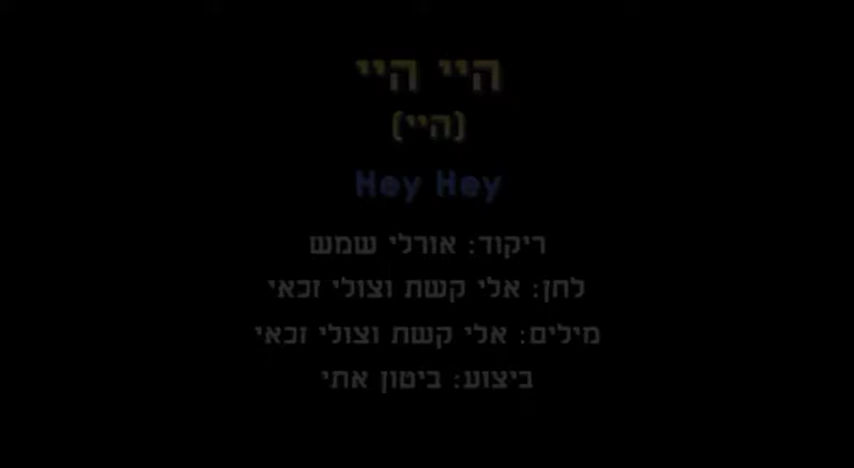 היי היי
(היי)
Hey Hey
ריקוד: אורלי שמש
לחן: אלי קשת וצולי זכאי
מילים: אלי קשת וצולי זכאי
ביצוע: ביטון אתי